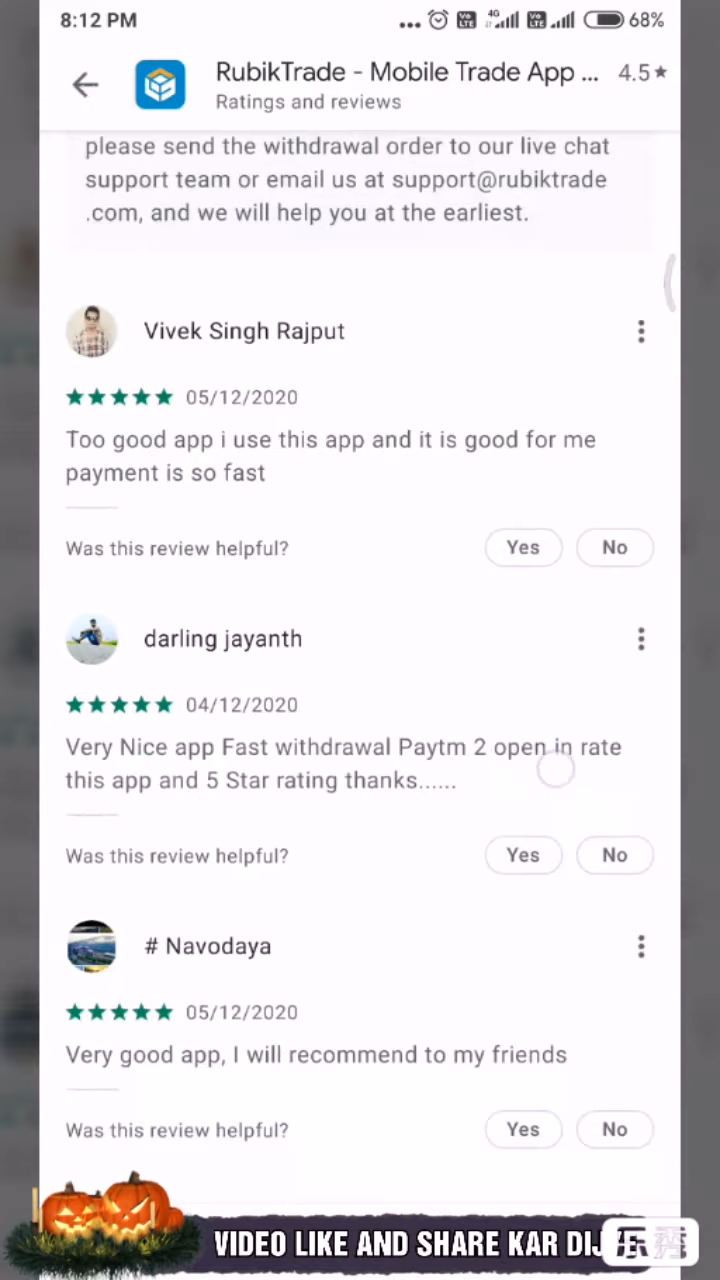 8:12 PM
4G
VoLTE
VoLTE
68%
RubikTrade - Mobile Trade App ...
4.5★
Ratings and reviews
please send the withdrawal order to our live chat
support team or email us at support@rubiktrade
.com, and we will help you at the earliest.
Vivek Singh Rajput
05/12/2020
Too good app i use this app and it is good for me
payment is so fast
Was this review helpful?
Yes
No
darling jayanth
04/12/2020
Very Nice app Fast withdrawal Paytm 2 open in rate
this app and 5 Star rating thanks......
Was this review helpful?
Yes
No
# Navodaya
05/12/2020
Very good app, I will recommend to my friends
Was this review helpful?
Yes
No
VIDEO LIKE AND SHARE KAR
乐秀